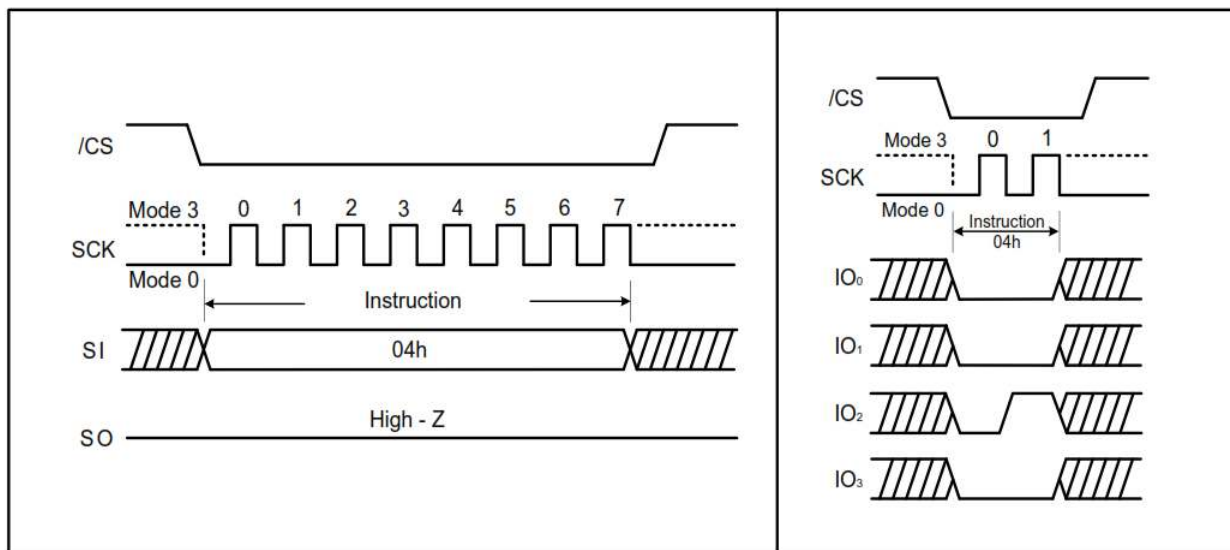 /CS
Mode 3 0 1 2 3 4 5 6 7
SCK
Mode 0
Instruction
SI 04h
High - Z
SO
/CS
Mode 3 0 1
SCK
Mode 0
Instruction
04h
IO₀
IO₁
IO₂
IO₃